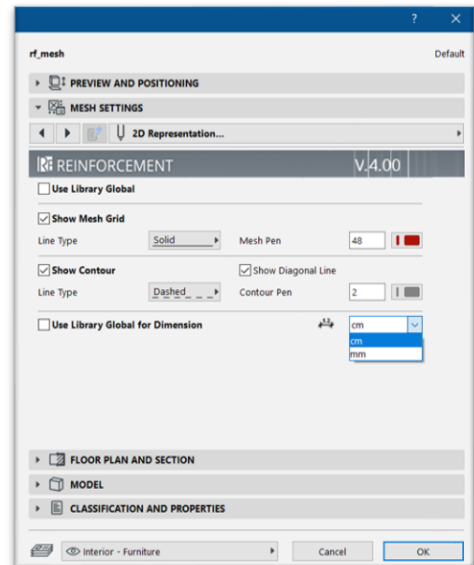 ?
rf_mesh Default
PREVIEW AND POSITIONING
MESH SETTINGS
2D Representation...
REINFORCEMENT V.4.00
Use Library Global
Show Mesh Grid
Line Type Solid Mesh Pen 48
Show Contour Show Diagonal Line
Line Type Dashed Contour Pen 2
Use Library Global for Dimension 1.2 cm
cm
mm
FLOOR PLAN AND SECTION
MODEL
CLASSIFICATION AND PROPERTIES
Interior - Furniture Cancel OK